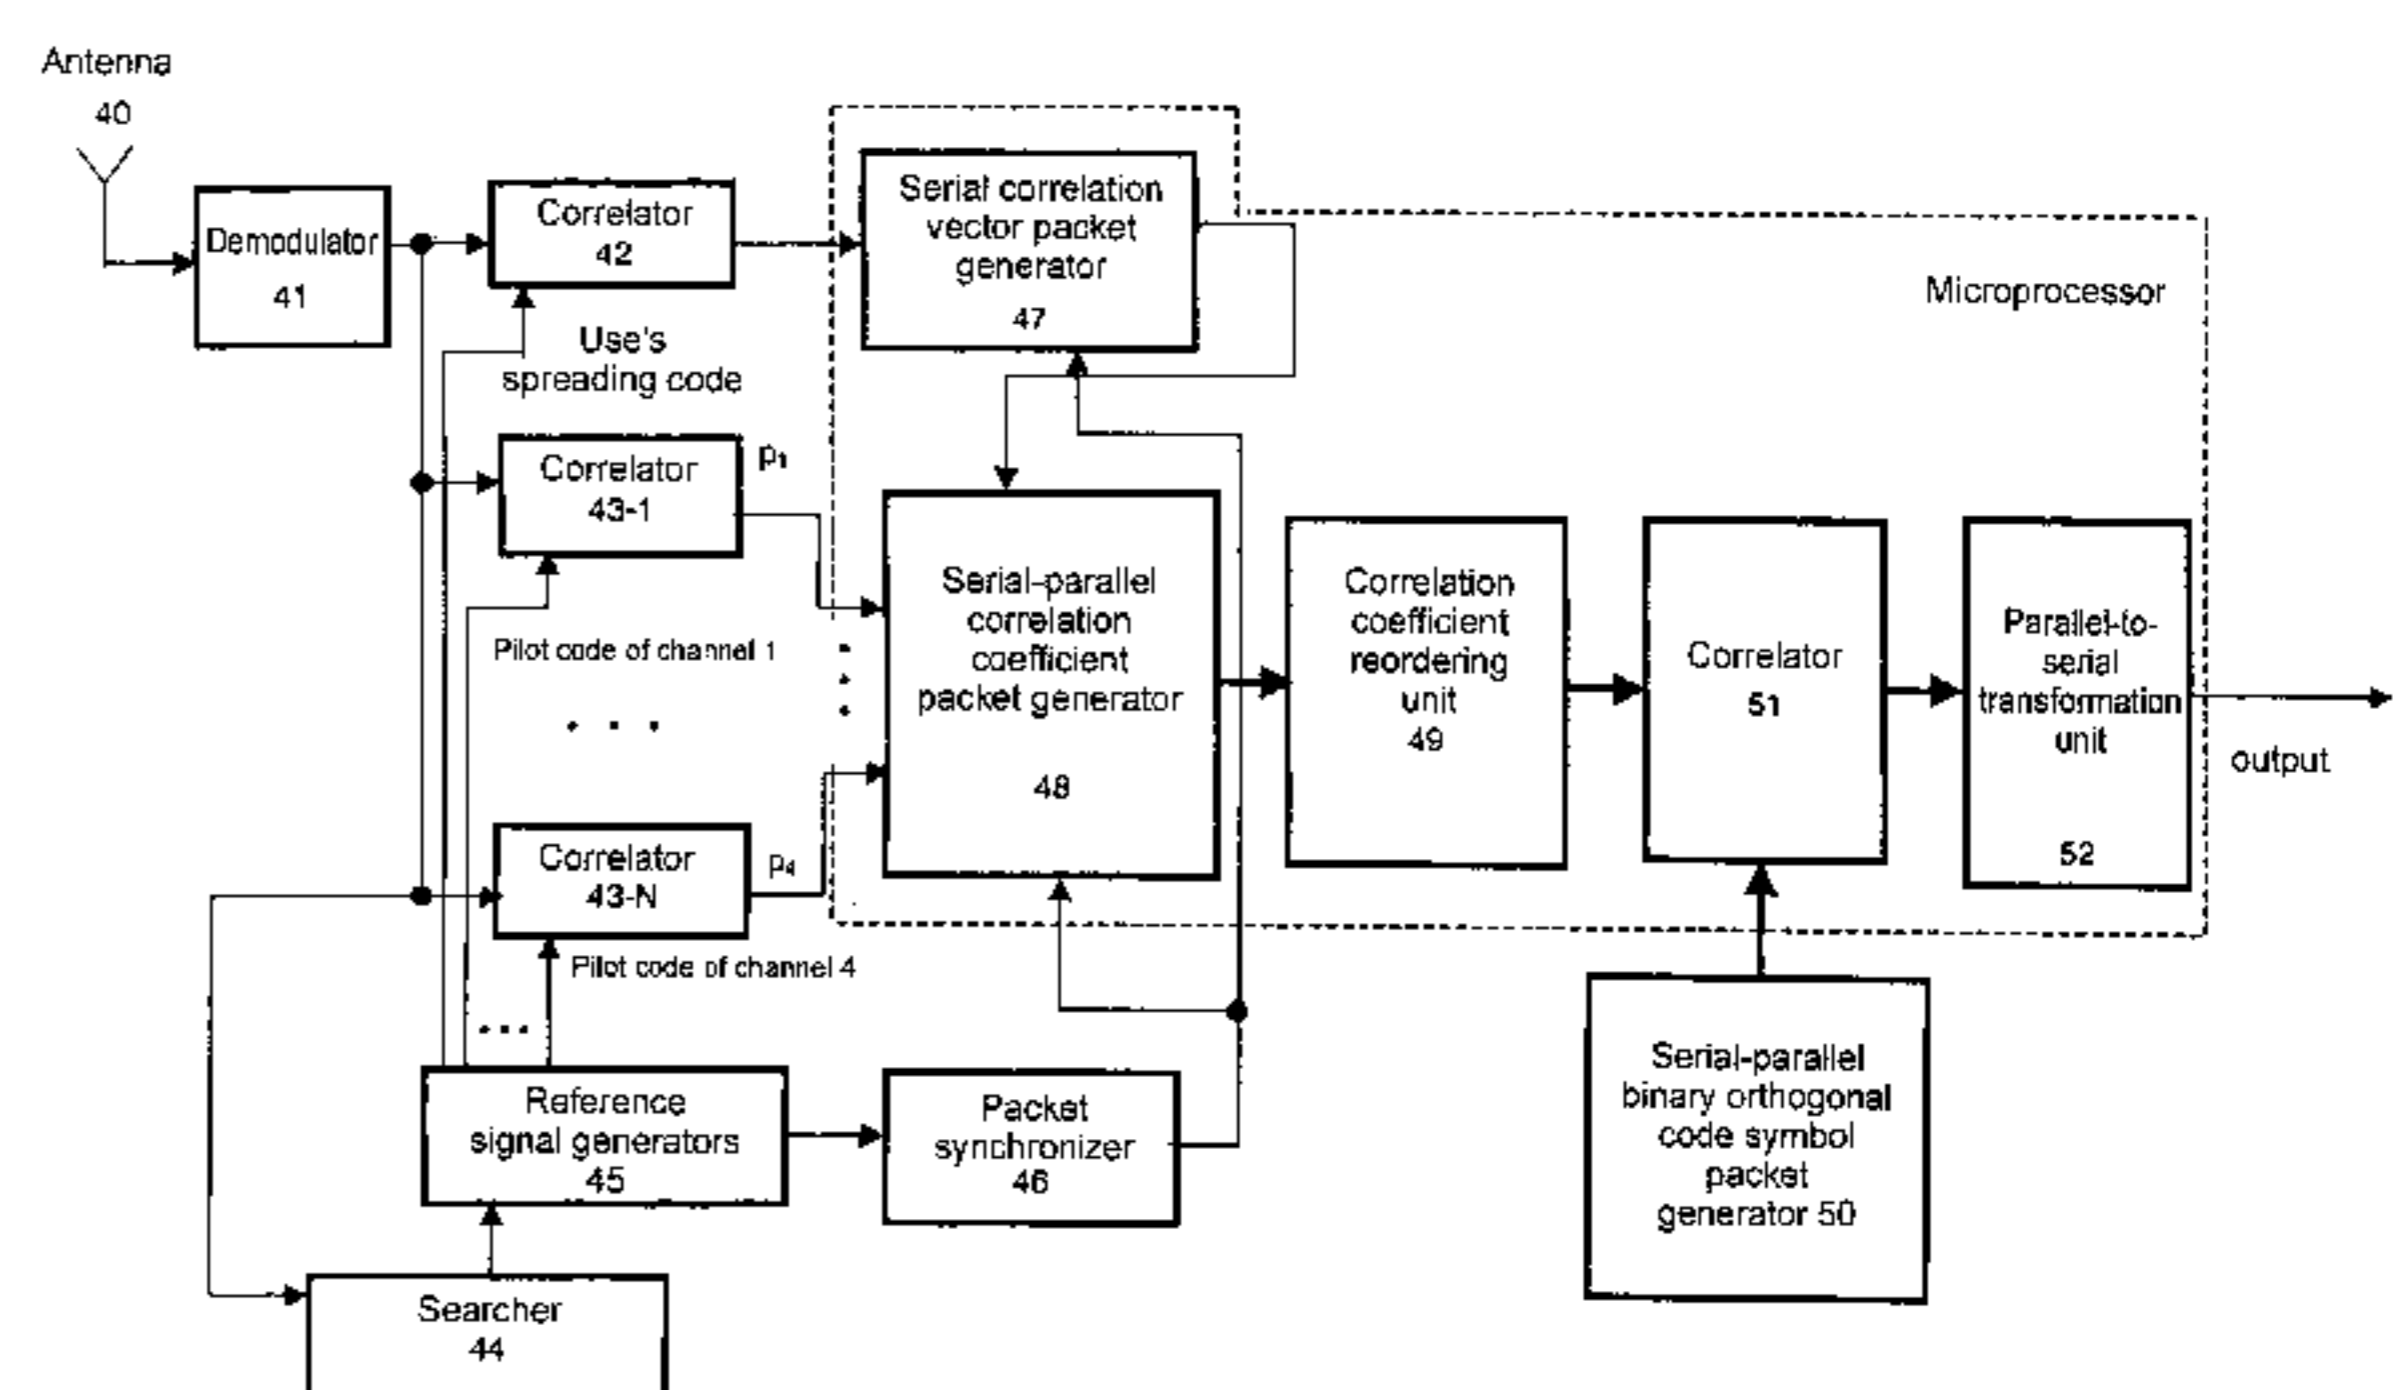 Antenna
40
Demodulator
41
Correlator
42
Use's
spreading code
Serial correlation
vector packet
generator
47
Microprocessor
Correlator
43-1
p₁
Pilot code of channel 1
. . .
Correlator
43-N
p₄
Pilot code of channel 4
...
Serial-parallel
correlation
coefficient
packet generator
48
Correlation
coefficient
reordering
unit
49
Correlator
51
Parallel-to-
serial
transformation
unit
52
output
Reference
signal generators
45
Packet
synchronizer
46
Serial-parallel
binary orthogonal
code symbol
packet
generator 50
Searcher
44